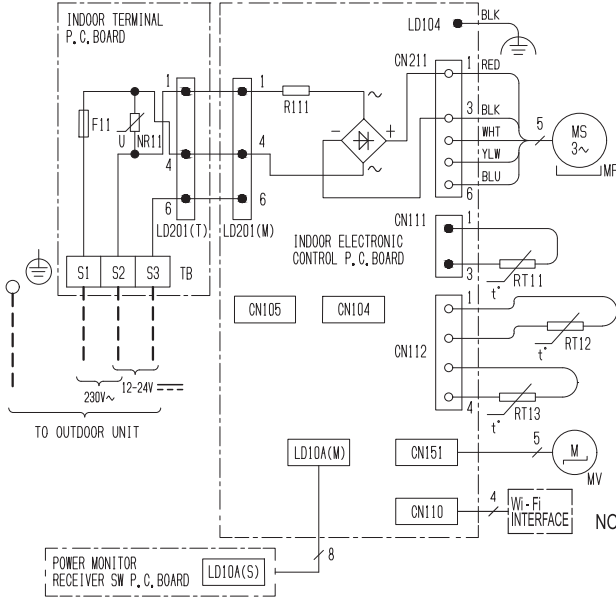 INDOOR TERMINAL
P.C.BOARD
LD104
BLK
CN211
1
RED
3
BLK
WHT
YLW
BLU
6
5
MS
3~
MF
F11
U
NR11
1
4
6
1
4
6
R111
~
~
−
+
LD201(T)
LD201(M)
INDOOR ELECTRONIC
CONTROL P.C.BOARD
CN111
1
3
t°
RT11
S1
S2
S3
TB
CN105
CN104
CN112
1
4
t°
RT12
t°
RT13
230V~
12-24V
TO OUTDOOR UNIT
LD10A(M)
CN151
5
M
MV
CN110
4
Wi-Fi
INTERFACE
NO
8
POWER MONITOR
RECEIVER SW P.C.BOARD
LD10A(S)